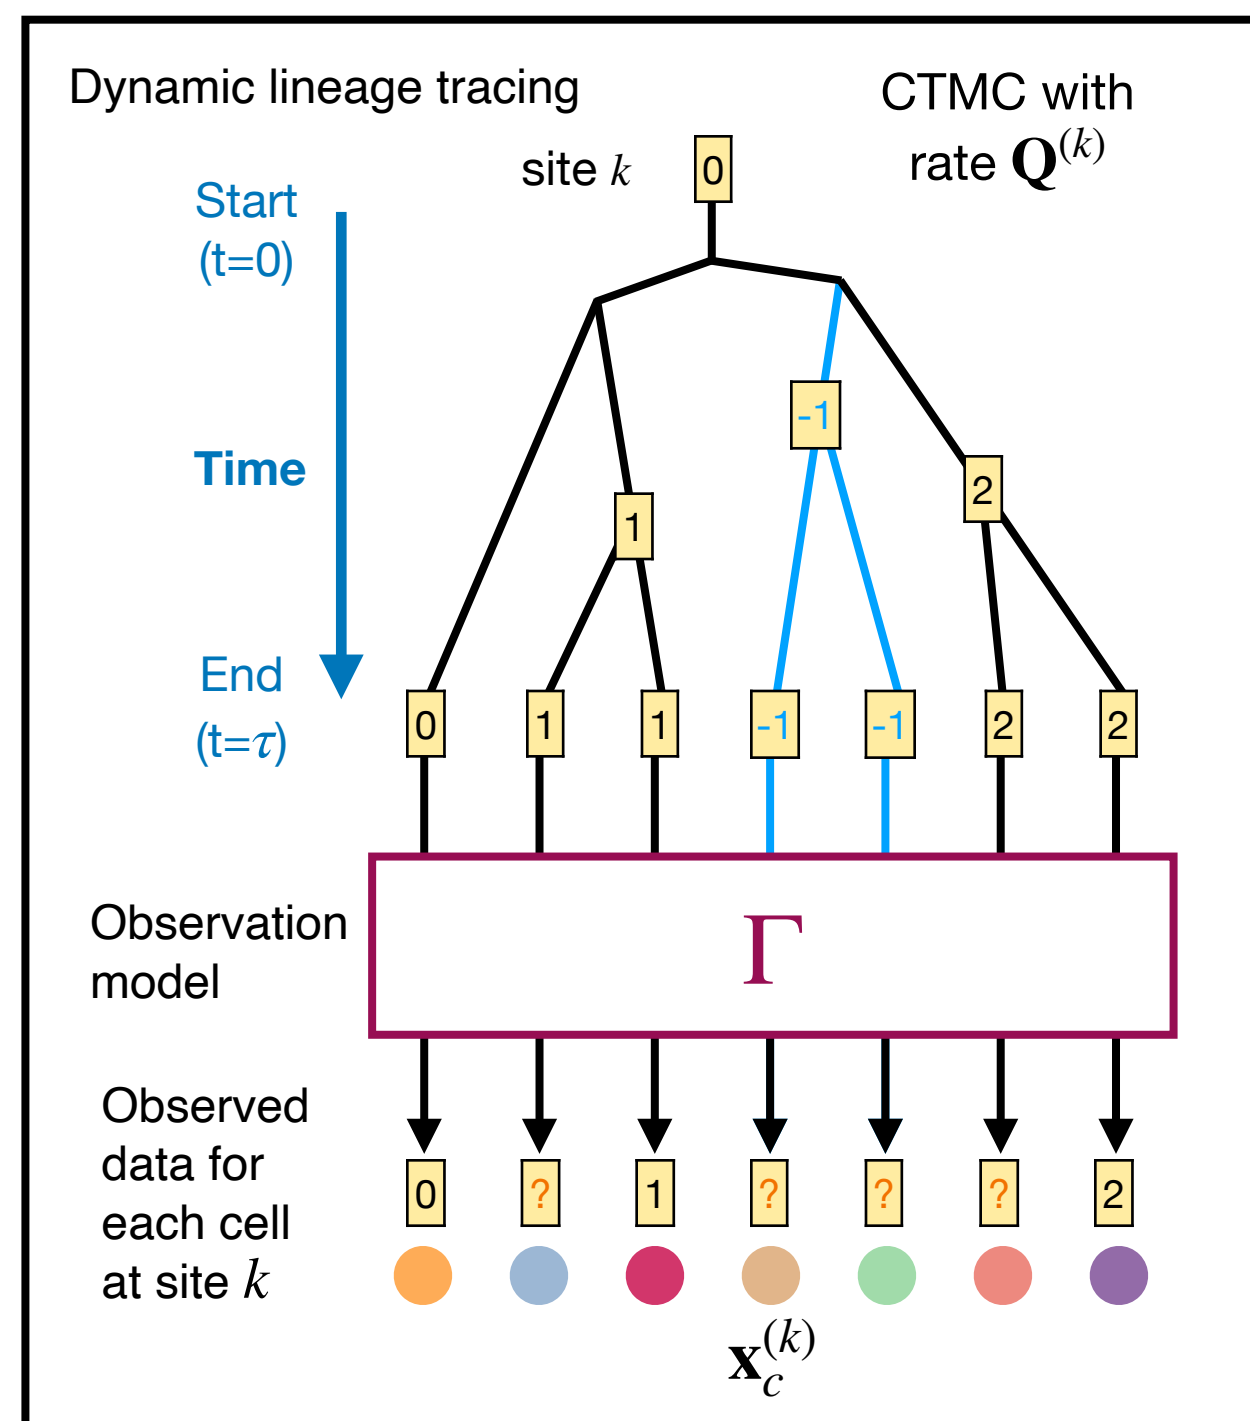 Dynamic lineage tracing
CTMC with
rate Q^(k)
site k
0
Start
(t=0)
-1
Time
2
1
End
(t=τ)
0 1 1 -1 -1 2 2
Observation
model
Γ
Observed
data for
each cell
at site k
0 ? 1 ? ? ? 2
x_c^(k)